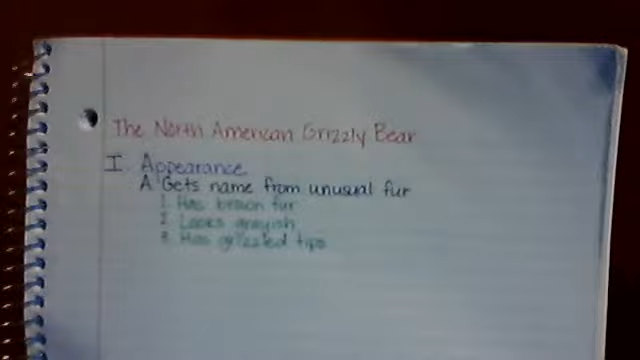 The North American Grizzly Bear
I. Appearance
A. Gets name from unusual fur
1. Has brown fur
2. Looks grayish
3. Has grizzled tips